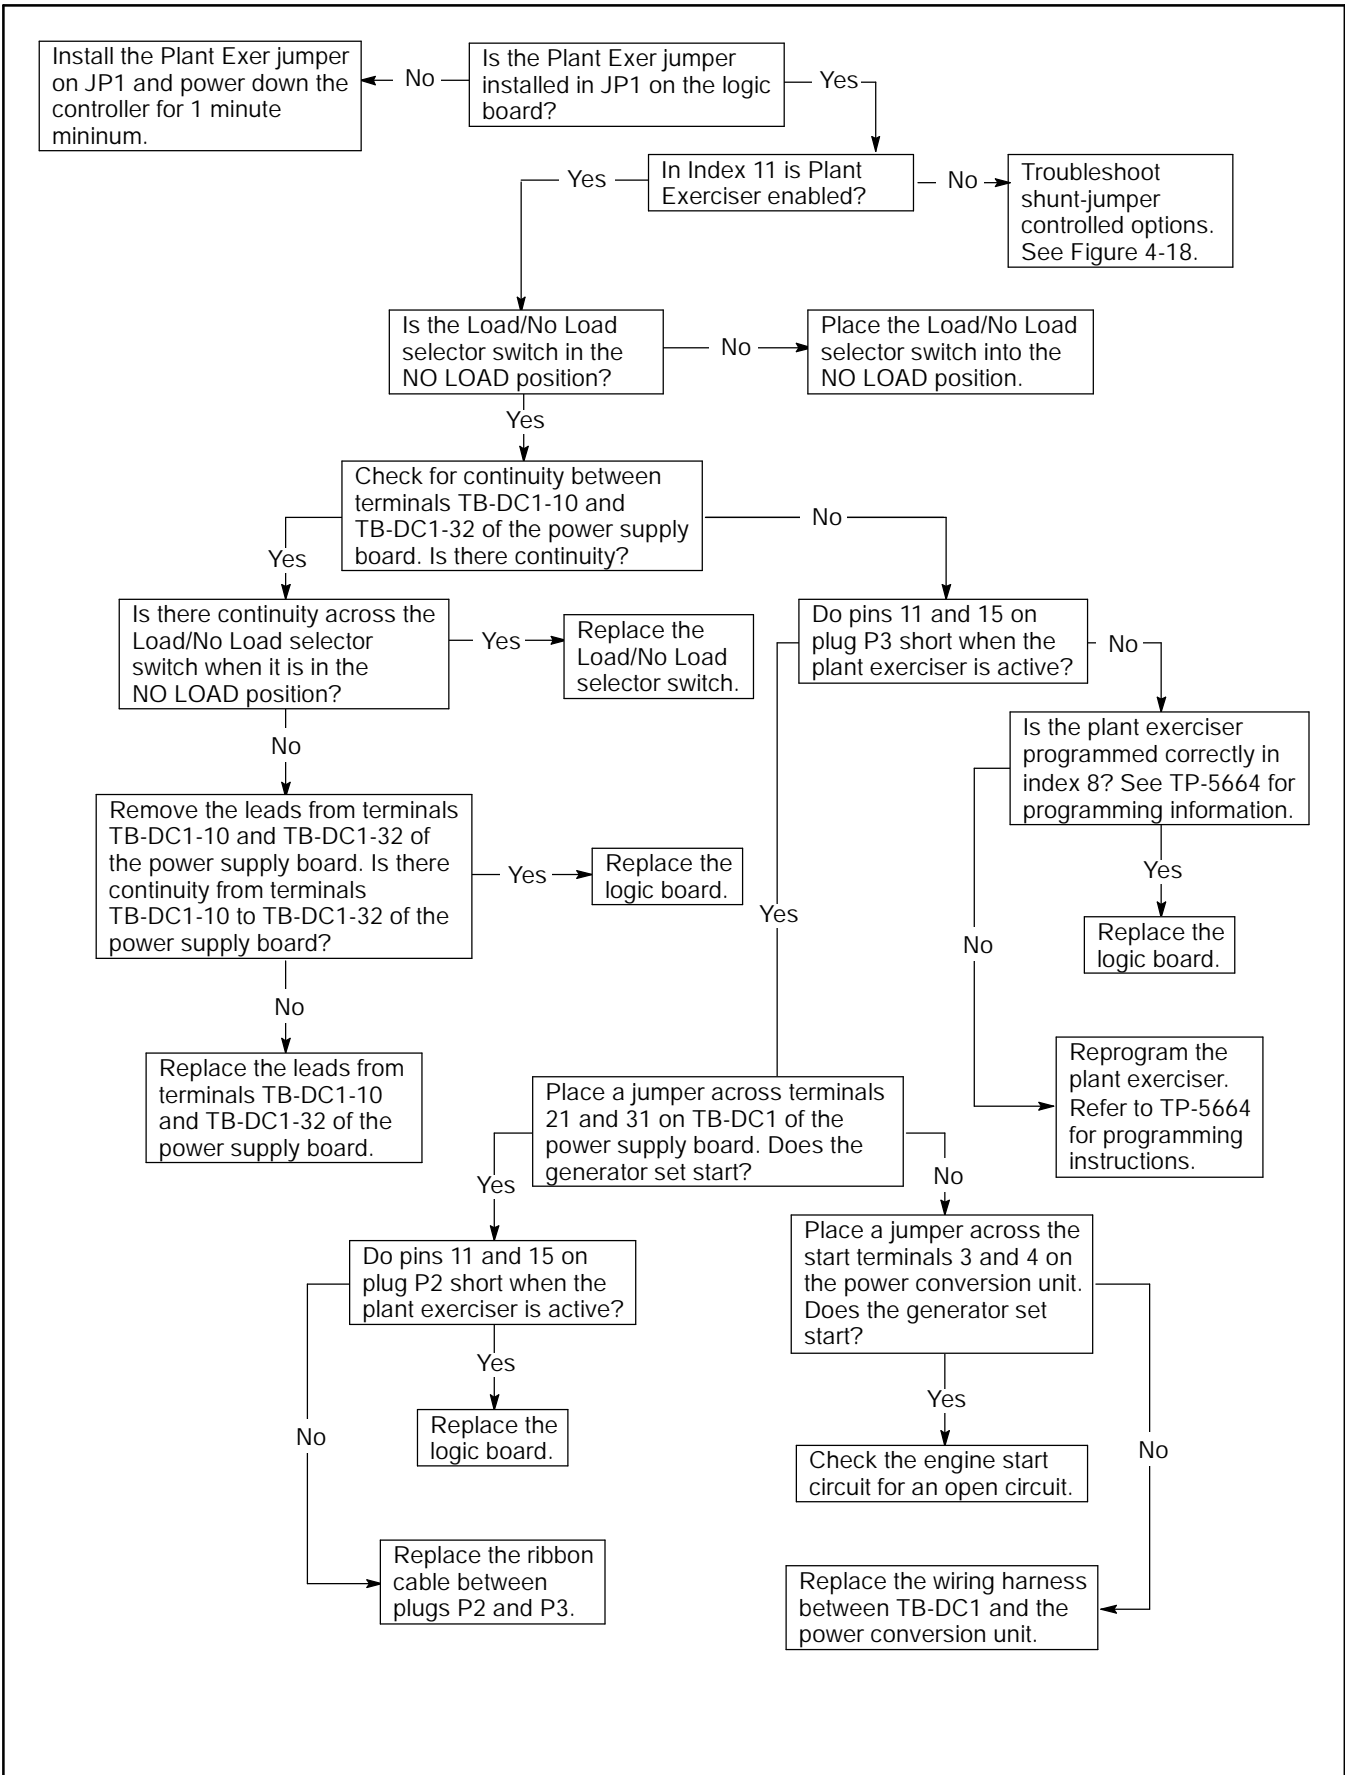 Install the Plant Exer jumper
on JP1 and power down the
controller for 1 minute
mininum.
No
Is the Plant Exer jumper
installed in JP1 on the logic
board?
Yes
Yes
In Index 11 is Plant
Exerciser enabled?
No
Troubleshoot
shunt-jumper
controlled options.
See Figure 4-18.
Is the Load/No Load
selector switch in the
NO LOAD position?
No
Place the Load/No Load
selector switch into the
NO LOAD position.
Yes
Check for continuity between
terminals TB-DC1-10 and
TB-DC1-32 of the power supply
board. Is there continuity?
No
Yes
Is there continuity across the
Load/No Load selector
switch when it is in the
NO LOAD position?
Yes
Replace the
Load/No Load
selector switch.
Do pins 11 and 15 on
plug P3 short when the
plant exerciser is active?
No
No
Is the plant exerciser
programmed correctly in
index 8? See TP-5664 for
programming information.
Remove the leads from terminals
TB-DC1-10 and TB-DC1-32 of
the power supply board. Is there
continuity from terminals
TB-DC1-10 to TB-DC1-32 of the
power supply board?
Yes
Replace the
logic board.
Yes
Yes
No
Replace the
logic board.
No
Replace the leads from
terminals TB-DC1-10
and TB-DC1-32 of the
power supply board.
Place a jumper across terminals
21 and 31 on TB-DC1 of the
power supply board. Does the
generator set start?
Reprogram the
plant exerciser.
Refer to TP-5664
for programming
instructions.
Yes
No
Do pins 11 and 15 on
plug P2 short when the
plant exerciser is active?
Place a jumper across the
start terminals 3 and 4 on
the power conversion unit.
Does the generator set
start?
Yes
Yes
No
Replace the
logic board.
No
Check the engine start
circuit for an open circuit.
Replace the ribbon
cable between
plugs P2 and P3.
Replace the wiring harness
between TB-DC1 and the
power conversion unit.